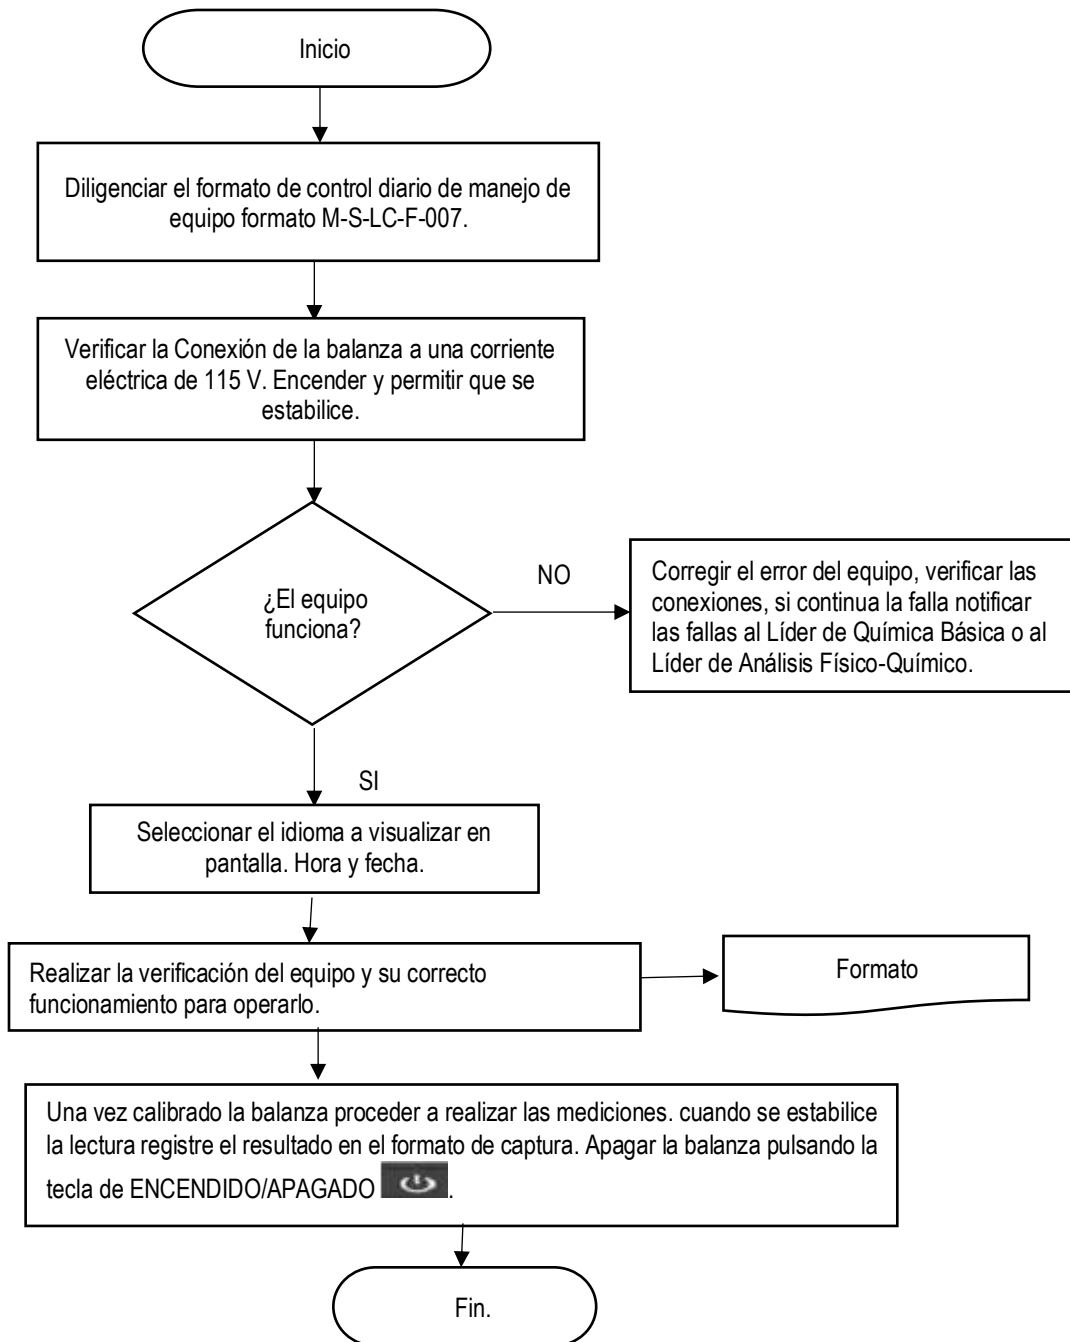 Inicio
Diligenciar el formato de control diario de manejo de
equipo formato M-S-LC-F-007.
Verificar la Conexión de la balanza a una corriente
eléctrica de 115 V. Encender y permitir que se
estabilice.
¿El equipo
funciona?
NO
Corregir el error del equipo, verificar las
conexiones, si continua la falla notificar
las fallas al Líder de Química Básica o al
Líder de Análisis Físico-Químico.
SI
Seleccionar el idioma a visualizar en
pantalla. Hora y fecha.
Realizar la verificación del equipo y su correcto
funcionamiento para operarlo.
Formato
Una vez calibrado la balanza proceder a realizar las mediciones. cuando se estabilice
la lectura registre el resultado en el formato de captura. Apagar la balanza pulsando la
tecla de ENCENDIDO/APAGADO .
Fin.